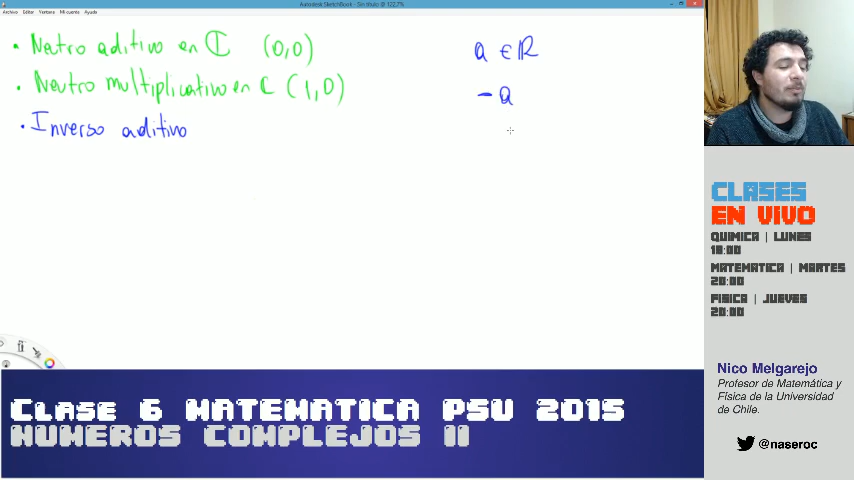 Autodesk SketchBook - Sin título @ 122,7%
Archivo Editar Ventana Mi cuenta Ayuda
• Neutro aditivo en ℂ (0,0)
• Neutro multiplicativo en ℂ (1,0)
• Inverso aditivo
a ∈ ℝ
-a
CLASES
EN VIVO
QUIMICA | LUNES
18:00
MATEMATICA | MARTES
20:00
FISICA | JUEVES
20:00
Nico Melgarejo
Profesor de Matemática y
Física de la Universidad
de Chile.
@naseroc
Clase 6 MATEMATICA PSU 2015
NUMEROS COMPLEJOS II